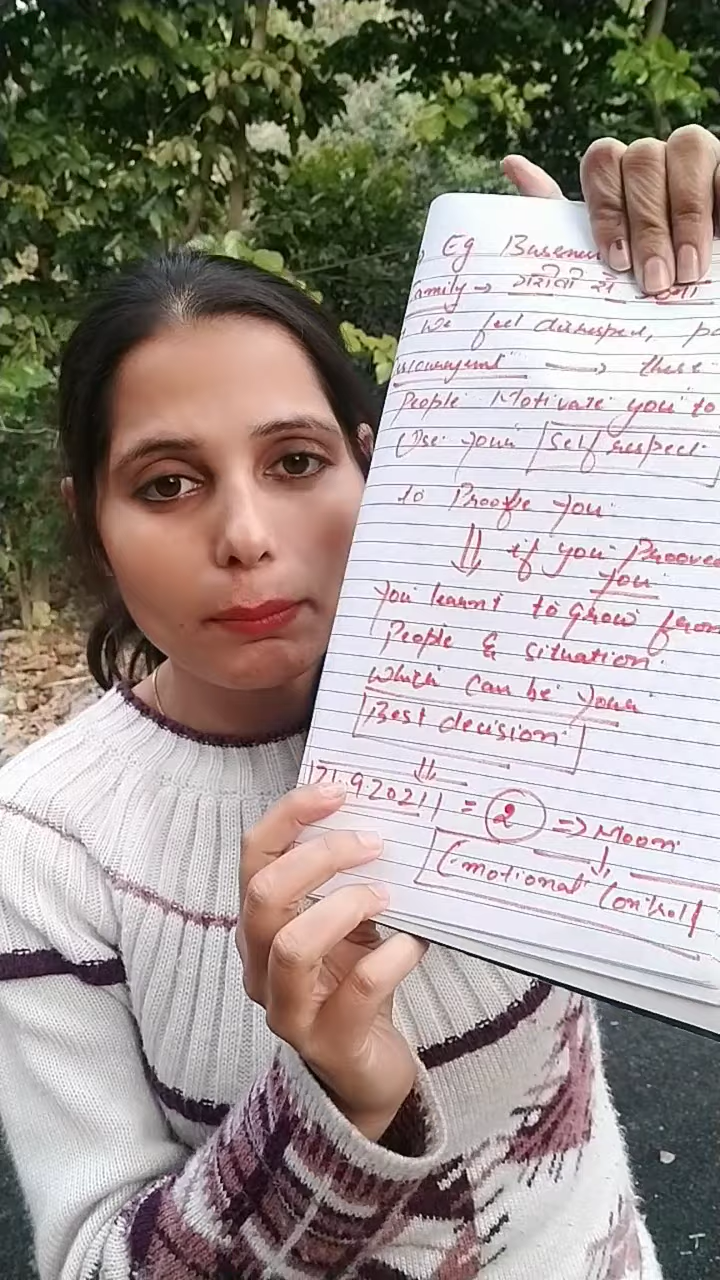 Eg
Family → गरीबी से
We feel disrespect,
these
People Motivate you to
Use your self respect
to Proofe you
⇓ if you Prooved
you
You learnt to grow from
People & situation
which can be your
Best decision
⇓
21.9.2021 = 2 ⇒ Moon
↓
Emotional Control